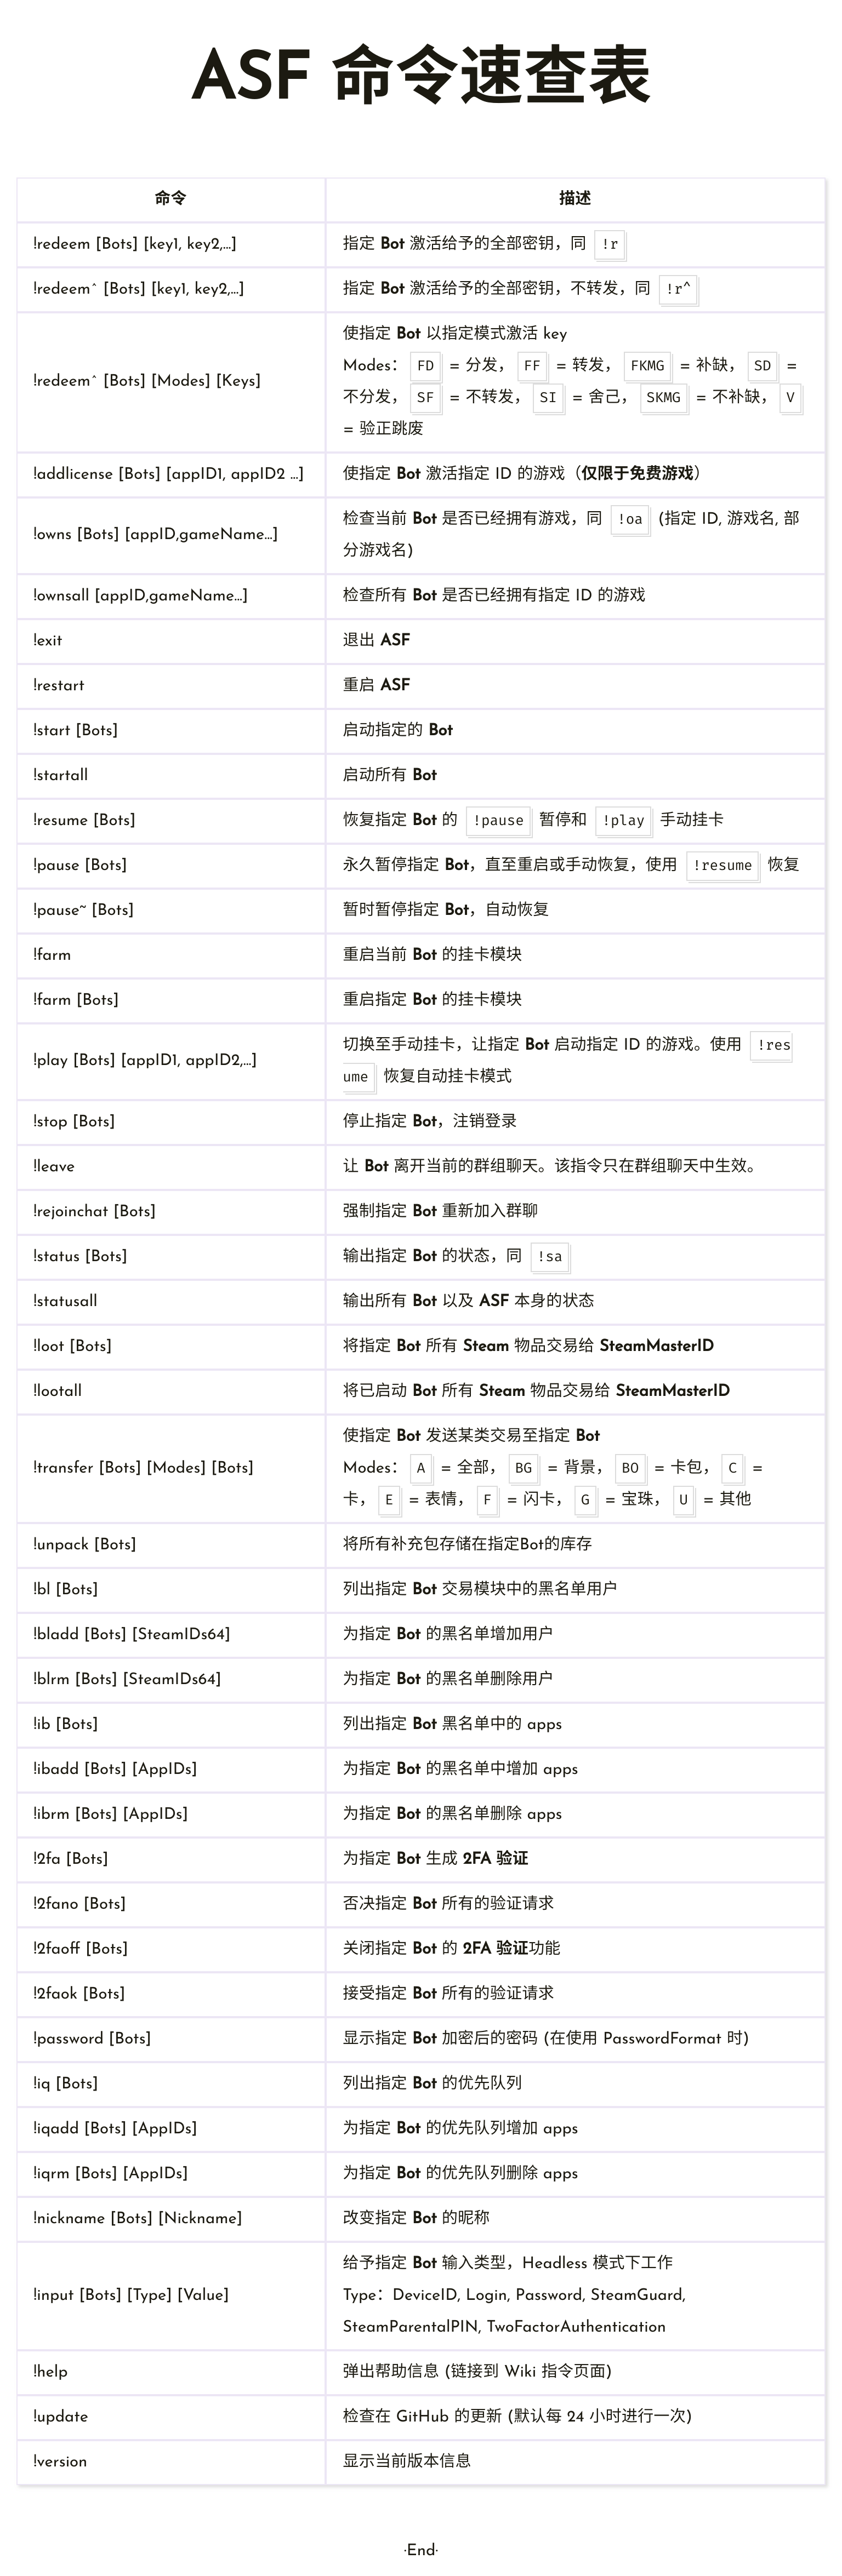 ASF 命令速查表
命令 描述
!redeem [Bots] [key1, key2,...] 指定 Bot 激活给予的全部密钥，同 !r
!redeem^ [Bots] [key1, key2,...] 指定 Bot 激活给予的全部密钥，不转发，同 !r^
!redeem^ [Bots] [Modes] [Keys] 使指定 Bot 以指定模式激活 key
Modes： FD = 分发， FF = 转发， FKMG = 补缺， SD =
不分发， SF = 不转发， SI = 舍己， SKMG = 不补缺， V
= 验正跳废
!addlicense [Bots] [appID1, appID2 ...] 使指定 Bot 激活指定 ID 的游戏（仅限于免费游戏）
!owns [Bots] [appID,gameName...] 检查当前 Bot 是否已经拥有游戏，同 !oa (指定 ID, 游戏名, 部
分游戏名)
!ownsall [appID,gameName...] 检查所有 Bot 是否已经拥有指定 ID 的游戏
!exit 退出 ASF
!restart 重启 ASF
!start [Bots] 启动指定的 Bot
!startall 启动所有 Bot
!resume [Bots] 恢复指定 Bot 的 !pause 暂停和 !play 手动挂卡
!pause [Bots] 永久暂停指定 Bot，直至重启或手动恢复，使用 !resume 恢复
!pause~ [Bots] 暂时暂停指定 Bot，自动恢复
!farm 重启当前 Bot 的挂卡模块
!farm [Bots] 重启指定 Bot 的挂卡模块
!play [Bots] [appID1, appID2,...] 切换至手动挂卡，让指定 Bot 启动指定 ID 的游戏。使用 !res
ume 恢复自动挂卡模式
!stop [Bots] 停止指定 Bot，注销登录
!leave 让 Bot 离开当前的群组聊天。该指令只在群组聊天中生效。
!rejoinchat [Bots] 强制指定 Bot 重新加入群聊
!status [Bots] 输出指定 Bot 的状态，同 !sa
!statusall 输出所有 Bot 以及 ASF 本身的状态
!loot [Bots] 将指定 Bot 所有 Steam 物品交易给 SteamMasterID
!lootall 将已启动 Bot 所有 Steam 物品交易给 SteamMasterID
!transfer [Bots] [Modes] [Bots] 使指定 Bot 发送某类交易至指定 Bot
Modes： A = 全部， BG = 背景， BO = 卡包， C =
卡， E = 表情， F = 闪卡， G = 宝珠， U = 其他
!unpack [Bots] 将所有补充包存储在指定Bot的库存
!bl [Bots] 列出指定 Bot 交易模块中的黑名单用户
!bladd [Bots] [SteamIDs64] 为指定 Bot 的黑名单增加用户
!blrm [Bots] [SteamIDs64] 为指定 Bot 的黑名单删除用户
!ib [Bots] 列出指定 Bot 黑名单中的 apps
!ibadd [Bots] [AppIDs] 为指定 Bot 的黑名单中增加 apps
!ibrm [Bots] [AppIDs] 为指定 Bot 的黑名单删除 apps
!2fa [Bots] 为指定 Bot 生成 2FA 验证
!2fano [Bots] 否决指定 Bot 所有的验证请求
!2faoff [Bots] 关闭指定 Bot 的 2FA 验证功能
!2faok [Bots] 接受指定 Bot 所有的验证请求
!password [Bots] 显示指定 Bot 加密后的密码 (在使用 PasswordFormat 时)
!iq [Bots] 列出指定 Bot 的优先队列
!iqadd [Bots] [AppIDs] 为指定 Bot 的优先队列增加 apps
!iqrm [Bots] [AppIDs] 为指定 Bot 的优先队列删除 apps
!nickname [Bots] [Nickname] 改变指定 Bot 的昵称
!input [Bots] [Type] [Value] 给予指定 Bot 输入类型，Headless 模式下工作
Type：DeviceID, Login, Password, SteamGuard,
SteamParentalPIN, TwoFactorAuthentication
!help 弹出帮助信息 (链接到 Wiki 指令页面)
!update 检查在 GitHub 的更新 (默认每 24 小时进行一次)
!version 显示当前版本信息
·End·